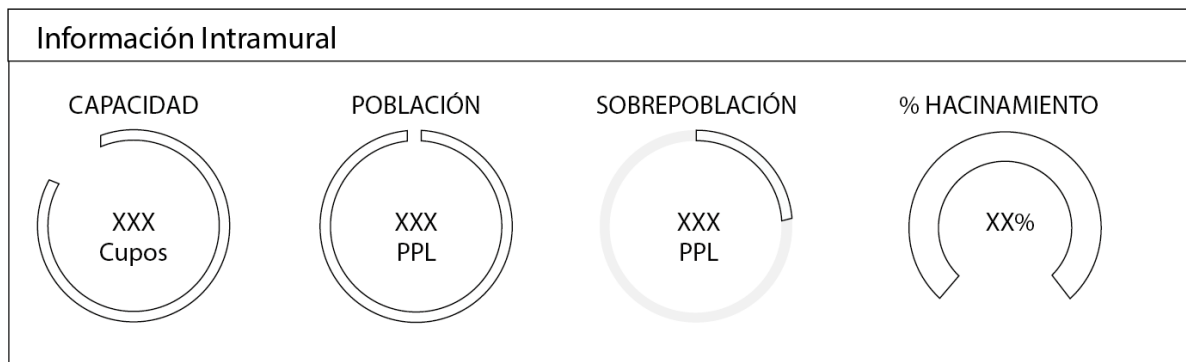 Información Intramural
CAPACIDAD
XXX
Cupos
POBLACIÓN
XXX
PPL
SOBREPOBLACIÓN
XXX
PPL
% HACINAMIENTO
XX%